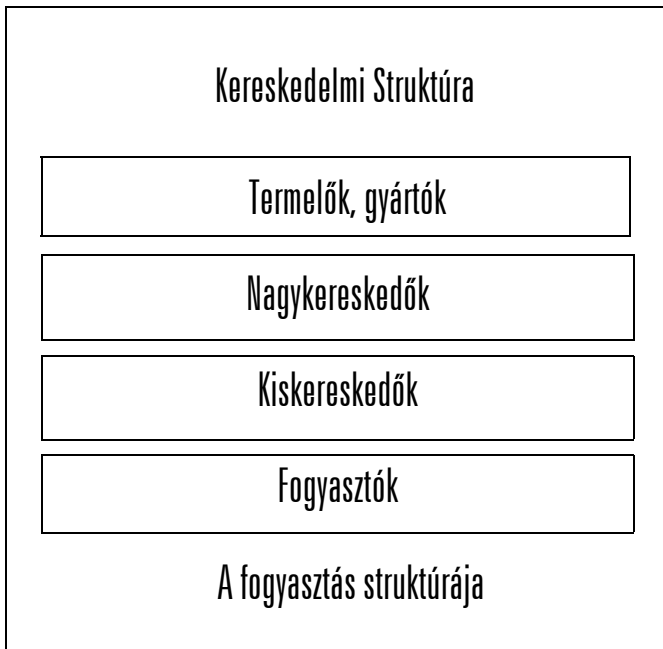 Kereskedelmi Struktúra
Termelők, gyártók
Nagykereskedők
Kiskereskedők
Fogyasztók
A fogyasztás struktúrája